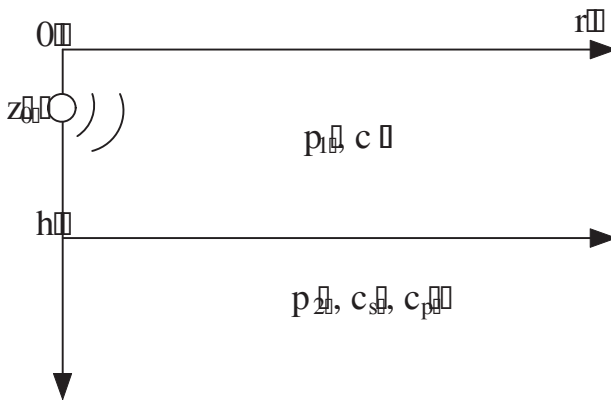 0
r
z₀
p₁, c
h
p₂, cₛ, cₚ